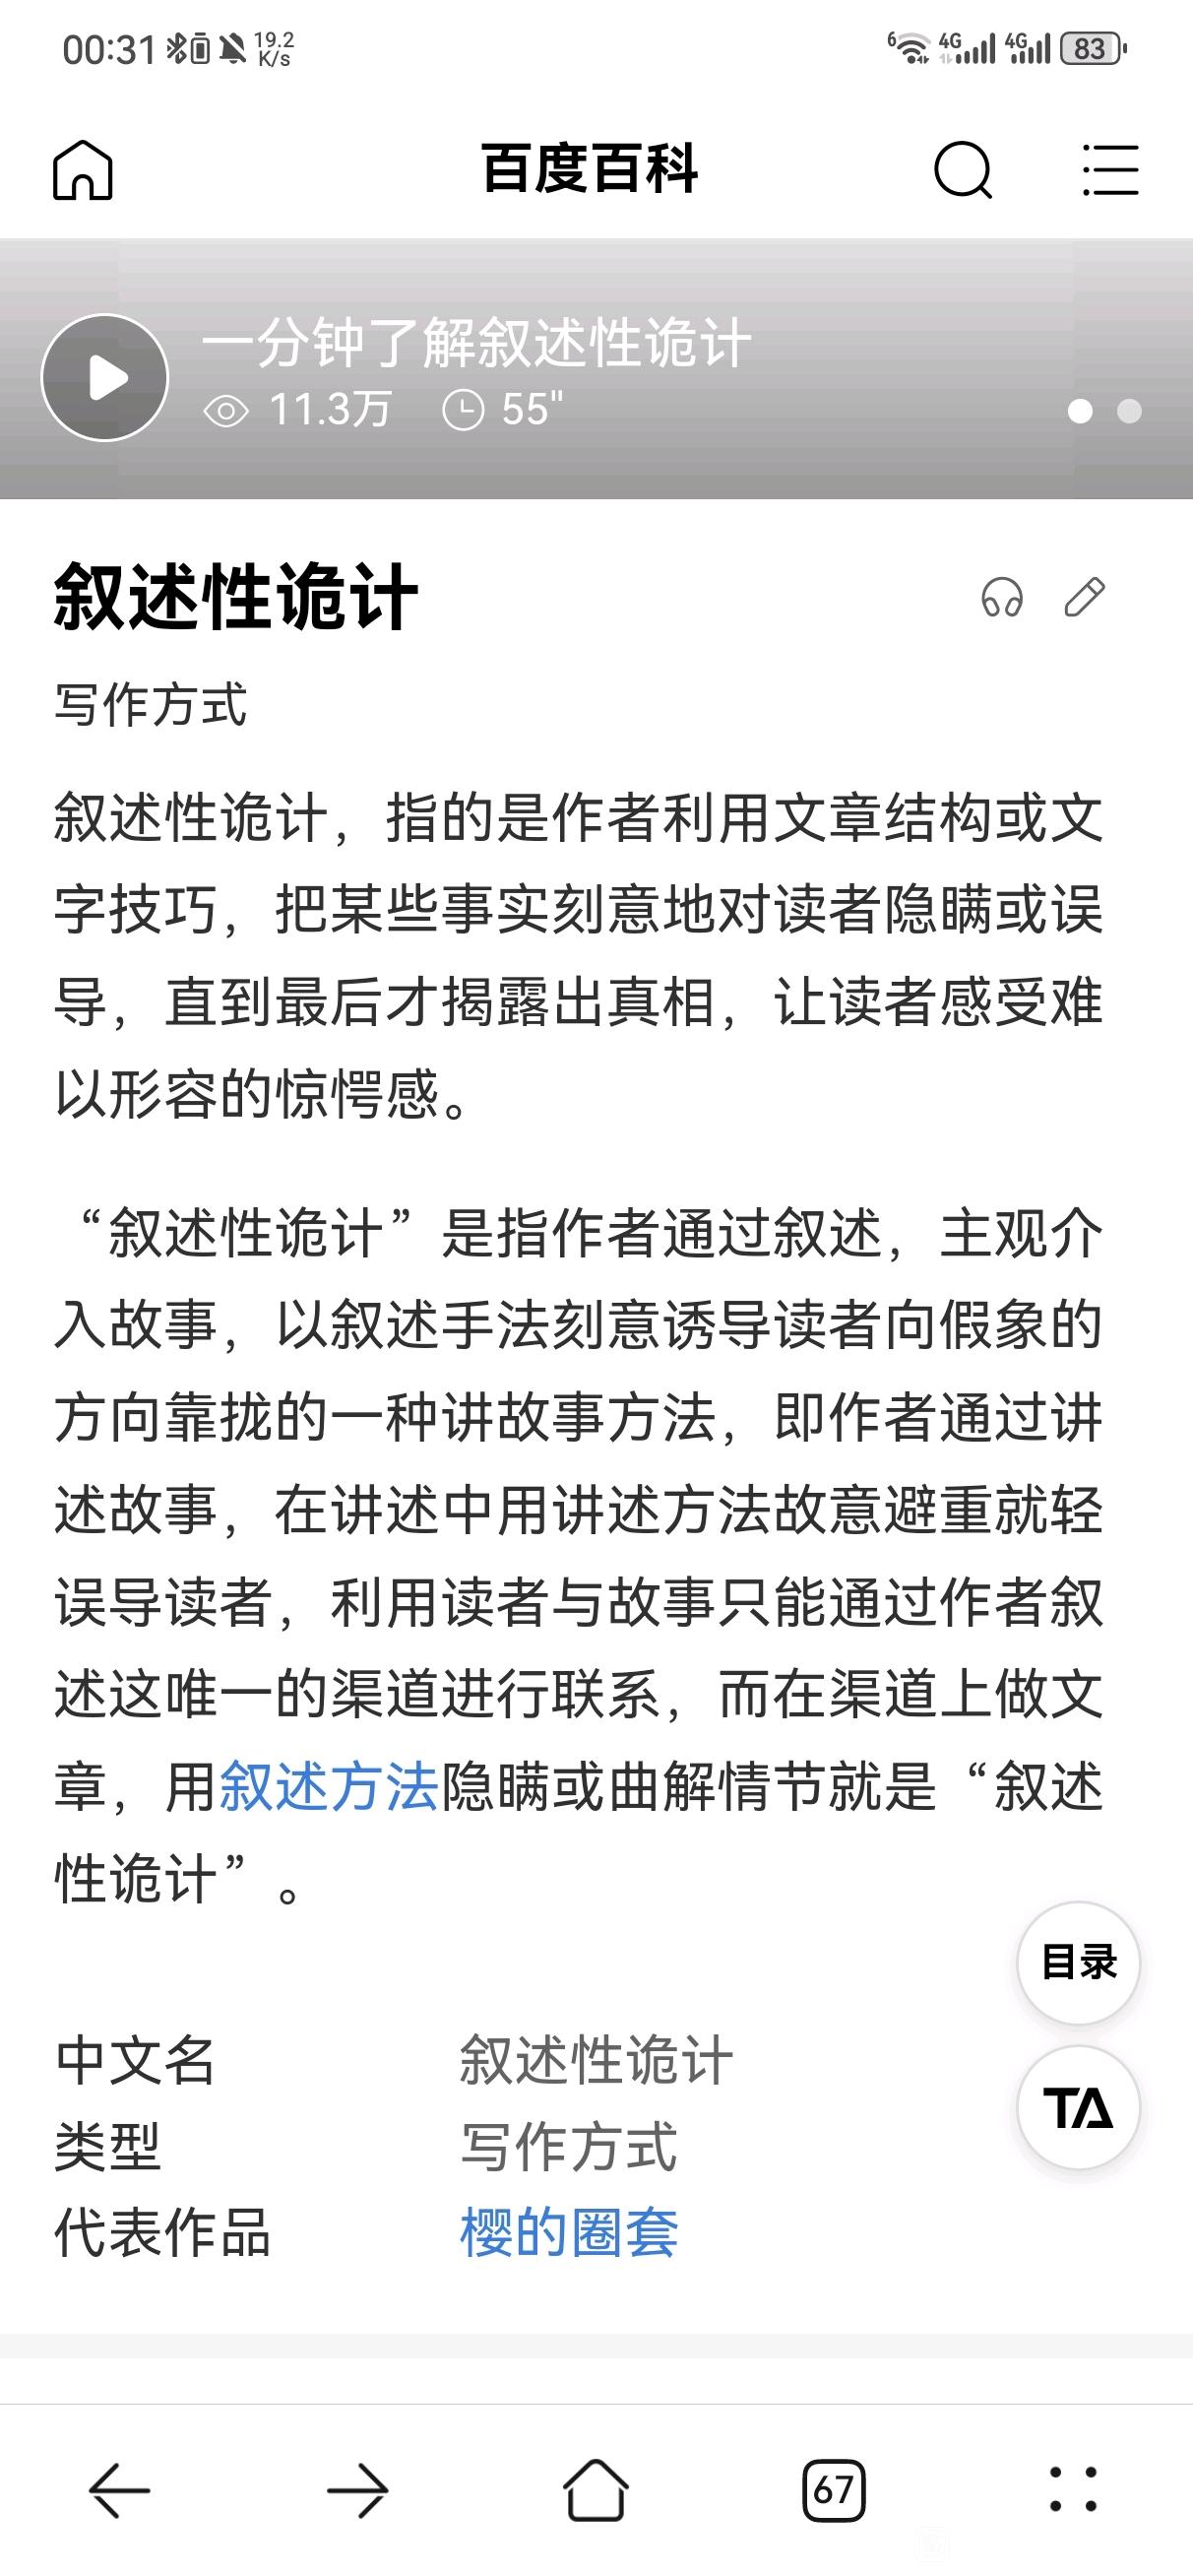 00:31 19.2 K/s 6 4G 4G 83
百度百科
一分钟了解叙述性诡计
11.3万 55"
叙述性诡计
写作方式
叙述性诡计，指的是作者利用文章结构或文
字技巧，把某些事实刻意地对读者隐瞒或误
导，直到最后才揭露出真相，让读者感受难
以形容的惊愕感。
“叙述性诡计”是指作者通过叙述，主观介
入故事，以叙述手法刻意诱导读者向假象的
方向靠拢的一种讲故事方法，即作者通过讲
述故事，在讲述中用讲述方法故意避重就轻
误导读者，利用读者与故事只能通过作者叙
述这唯一的渠道进行联系，而在渠道上做文
章，用叙述方法隐瞒或曲解情节就是“叙述
性诡计”。
目录
中文名 叙述性诡计
TA
类型 写作方式
代表作品 樱的圈套
67